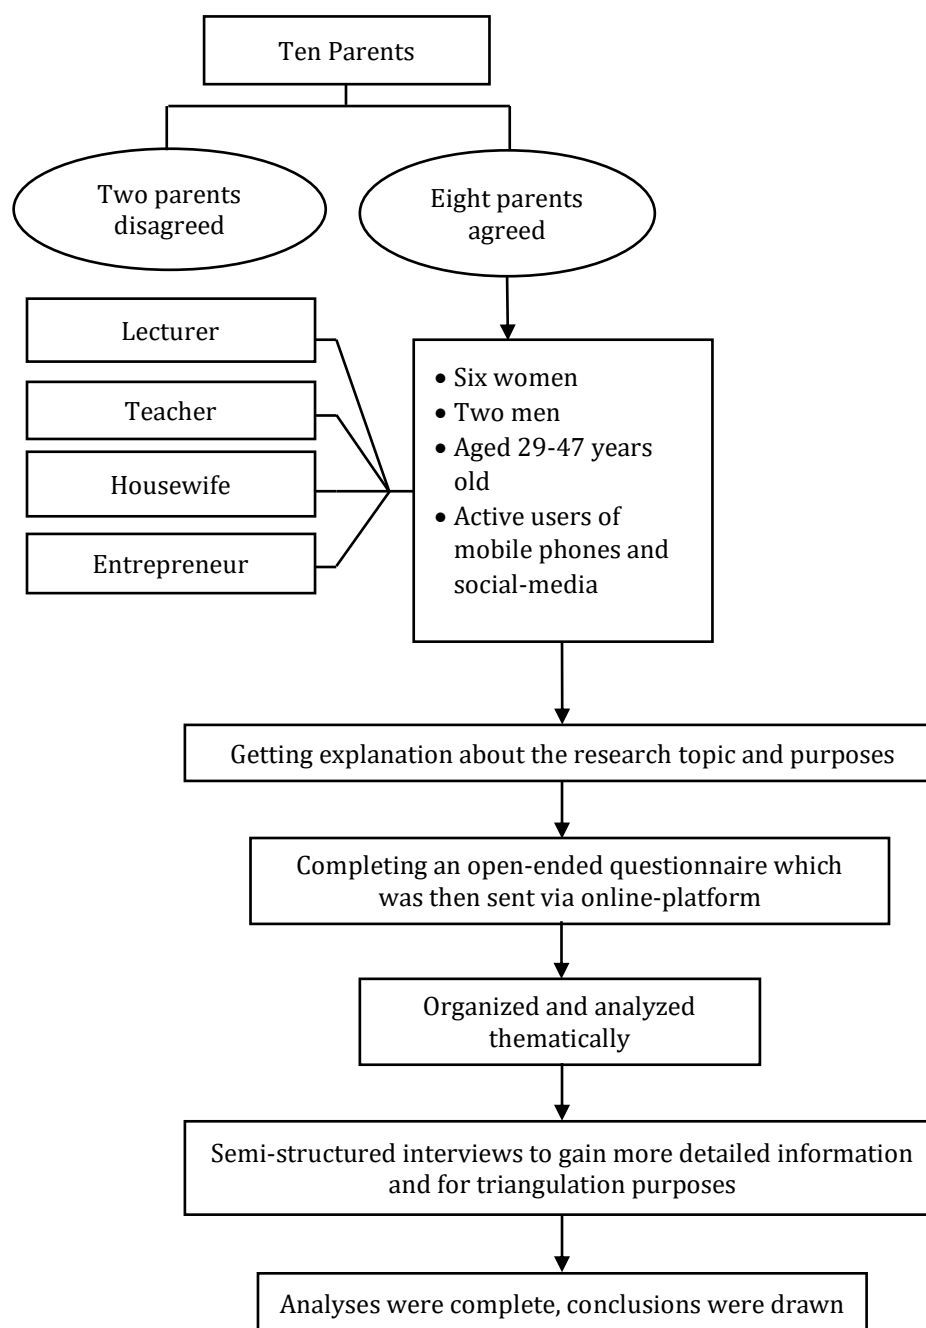 Ten Parents
Two parents
disagreed
Eight parents
agreed
Lecturer
Teacher
Housewife
Entrepreneur
• Six women
• Two men
• Aged 29-47 years
old
• Active users of
mobile phones and
social-media
Getting explanation about the research topic and purposes
Completing an open-ended questionnaire which
was then sent via online-platform
Organized and analyzed
thematically
Semi-structured interviews to gain more detailed information
and for triangulation purposes
Analyses were complete, conclusions were drawn